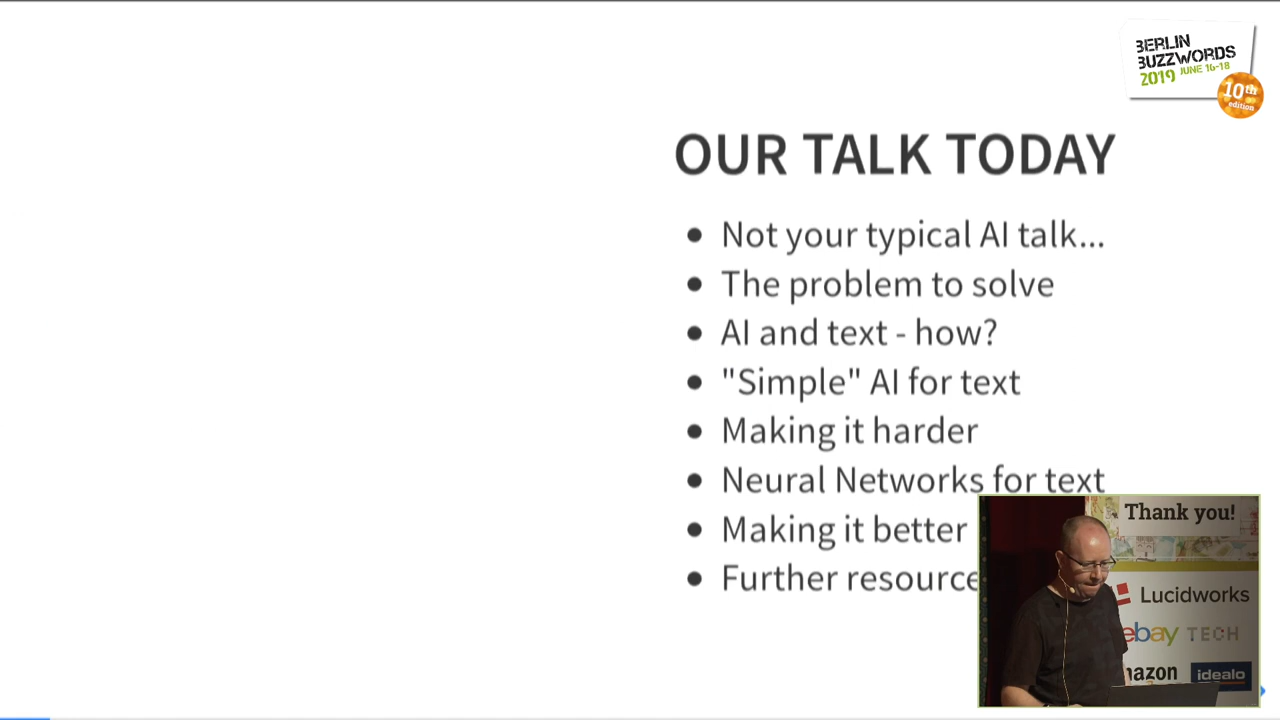 BERLIN
BUZZWORDS
2019 JUNE 16-18
10th
edition
OUR TALK TODAY
Not your typical AI talk...
The problem to solve
AI and text - how?
"Simple" AI for text
Making it harder
Neural Networks for text
Making it better
Further resource
Thank you!
Lucidworks
ebay TECH
mazon
idealo